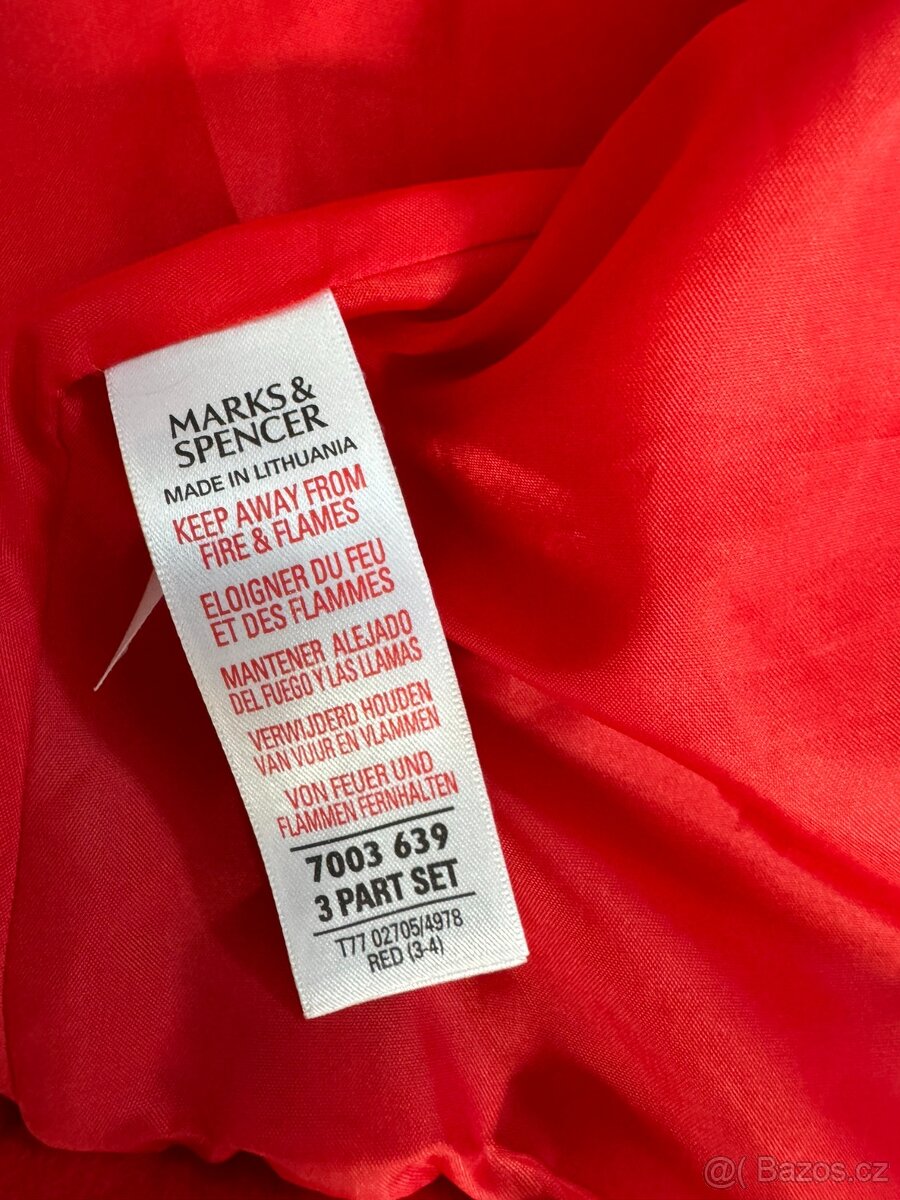 MARKS &
SPENCER
MADE IN LITHUANIA
KEEP AWAY FROM
FIRE & FLAMES
ELOIGNER DU FEU
ET DES FLAMMES
MANTENER ALEJADO
DEL FUEGO Y LAS LLAMAS
VERWIJDERD HOUDEN
VAN VUUR EN VLAMMEN
VON FEUER UND
FLAMMEN FERNHALTEN
7003 639
3 PART SET
T77 02705/4978
RED (3-4)
@( Bazos.cz